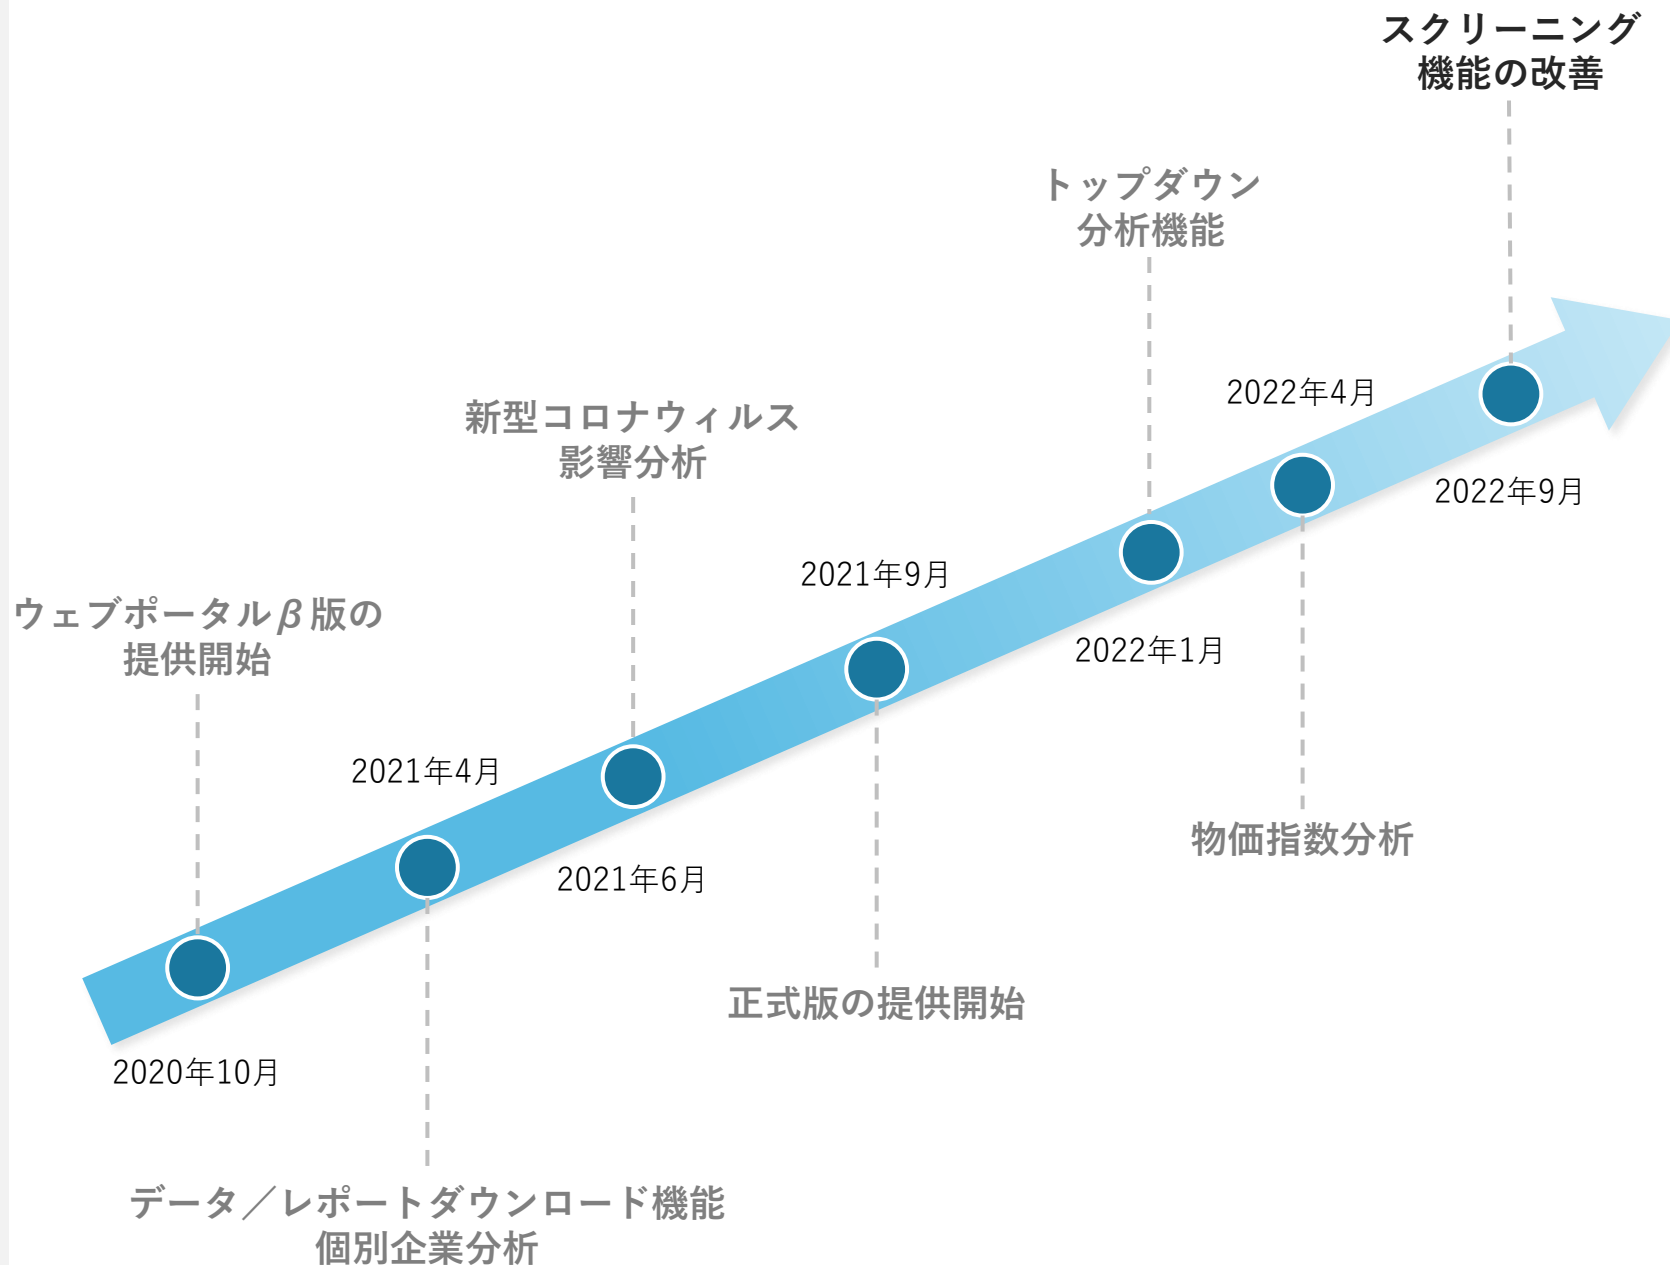 スクリーニング
機能の改善
トップダウン
分析機能
2022年4月
新型コロナウィルス
影響分析
2022年9月
2021年9月
ウェブポータルβ版の
提供開始
2022年1月
2021年4月
物価指数分析
2021年6月
正式版の提供開始
2020年10月
データ／レポートダウンロード機能
個別企業分析